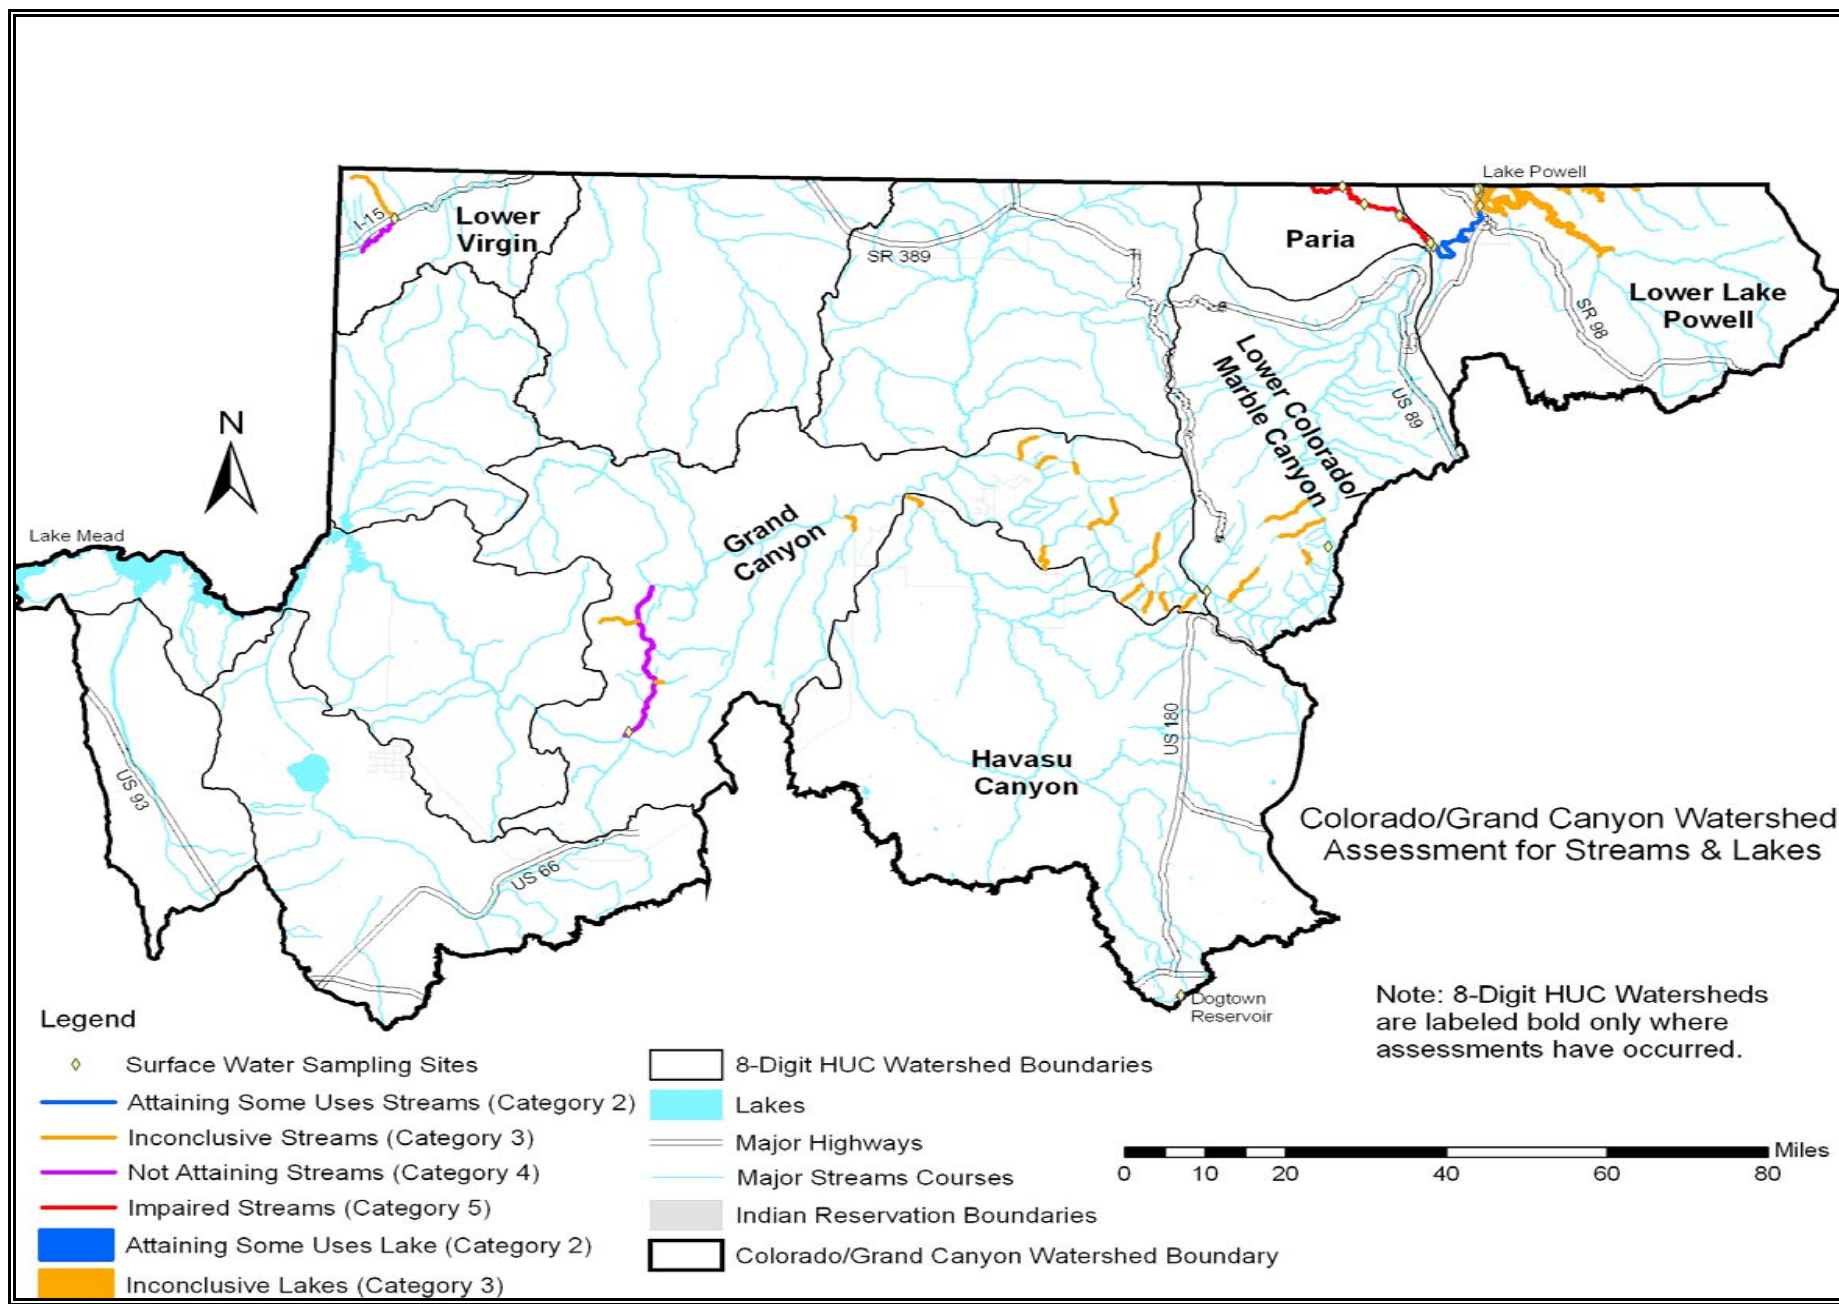 Lake Powell
I-15
Lower
Virgin
Paria
SR 389
Lower Lake
Powell
SR 98
Lower Colorado/
Marble Canyon
US 89
N
Lake Mead
Grand
Canyon
US 180
Havasu
Canyon
US 93
US 66
Colorado/Grand Canyon Watershed
Assessment for Streams & Lakes
Dogtown
Reservoir
Note: 8-Digit HUC Watersheds
are labeled bold only where
assessments have occurred.
Legend
Surface Water Sampling Sites
Attaining Some Uses Streams (Category 2)
Inconclusive Streams (Category 3)
Not Attaining Streams (Category 4)
Impaired Streams (Category 5)
Attaining Some Uses Lake (Category 2)
Inconclusive Lakes (Category 3)
8-Digit HUC Watershed Boundaries
Lakes
Major Highways
Major Streams Courses
Indian Reservation Boundaries
Colorado/Grand Canyon Watershed Boundary
Miles
0 10 20 40 60 80